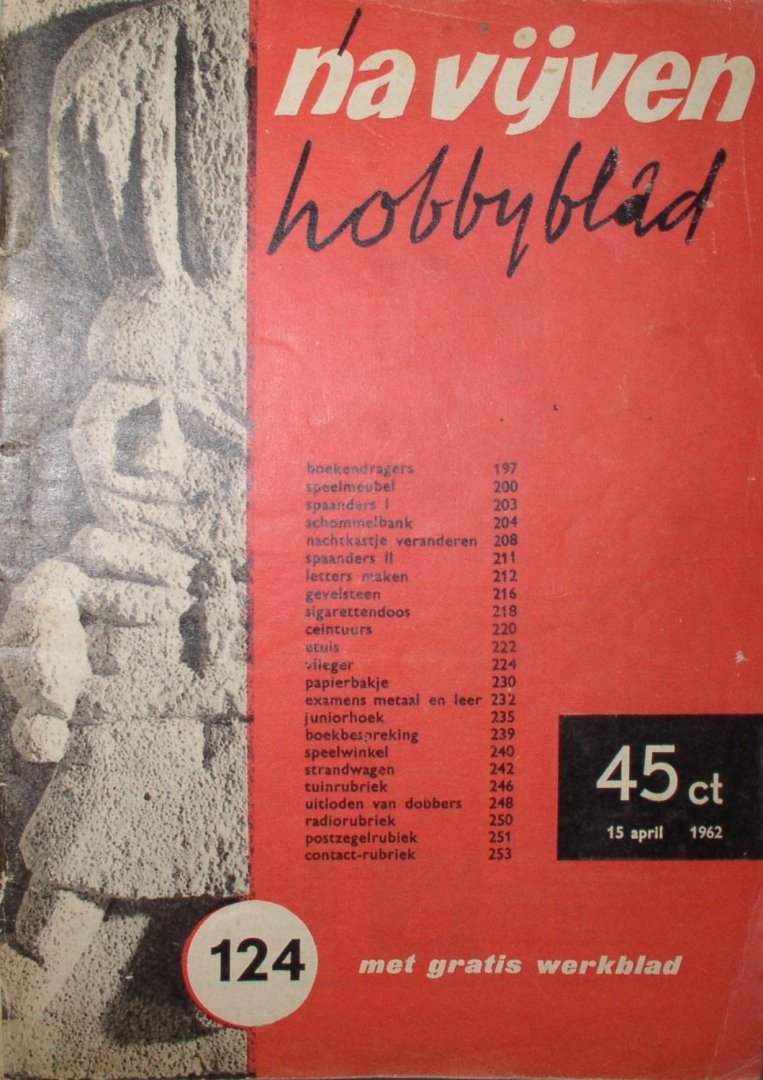 na vijven
hobbyblad
boekendragers 197
speelmeubel 200
spaanders I 203
schommelbank 204
nachtkastje veranderen 208
spaanders II 211
letters maken 212
gevelsteen 216
sigarettendoos 218
ceintuurs 220
etuis 222
vlieger 224
papierbakje 230
examens metaal en leer 232
juniorhoek 235
boekbespreking 239
speelwinkel 240
strandwagen 242
tuinrubriek 246
uitloden van dobbers 248
radiorubriek 250
postzegelrubiek 251
contact-rubriek 253
45 ct
15 april 1962
124
met gratis werkblad